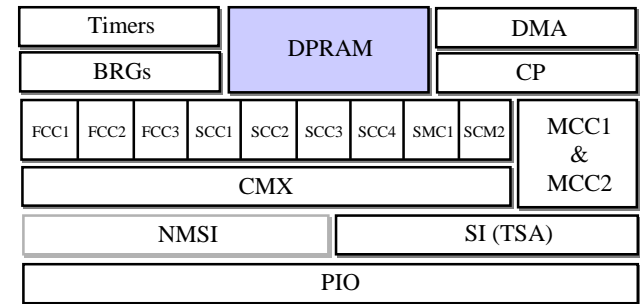 Timers
DPRAM
DMA
BRGs
CP
FCC1 FCC2 FCC3 SCC1 SCC2 SCC3 SCC4 SMC1 SCM2
MCC1
&
MCC2
CMX
NMSI
SI (TSA)
PIO